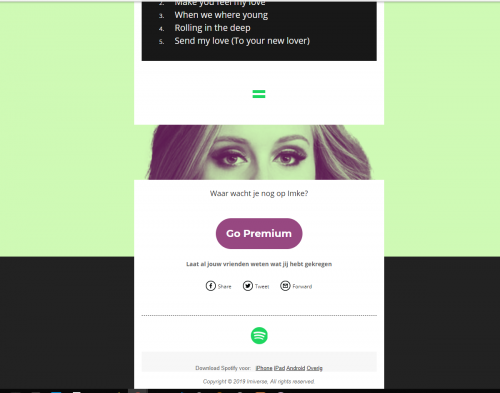 2. Make you feel my love
3. When we where young
4. Rolling in the deep
5. Send my love (To your new lover)
Waar wacht je nog op Imke?
Go Premium
Laat al jouw vrienden weten wat jij hebt gekregen
Share Tweet Forward
Download Spotify voor: iPhone iPad Android Overig
Copyright © 2019 Inniverse, All rights reserved.